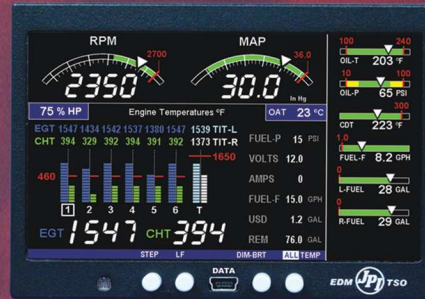 RPM
2700
2350
MAP
36.0
30.0
In Hg
75 % HP
Engine Temperatures ºF
OAT 23 ºC
EGT 1547 1434 1542 1537 1380 1547 1539 TIT-L
CHT 394 329 394 394 391 392 1373 TIT-R
460
1650
1 2 3 4 5 6 T
EGT 1547 CHT 394
FUEL-P 15 PSI
VOLTS 12.0
AMPS 0
FUEL-F 15.0 GPH
USD 1.2 GAL
REM 76.0 GAL
STEP LF DIM-BRT ALL TEMP
100 240
OIL-T 203 ºF
10 100
OIL-P 65 PSI
300
CDT 223 ºF
1.0
FUEL-F 8.2 GPH
L-FUEL 28 GAL
R-FUEL 29 GAL
DATA
EDM JPI TSO